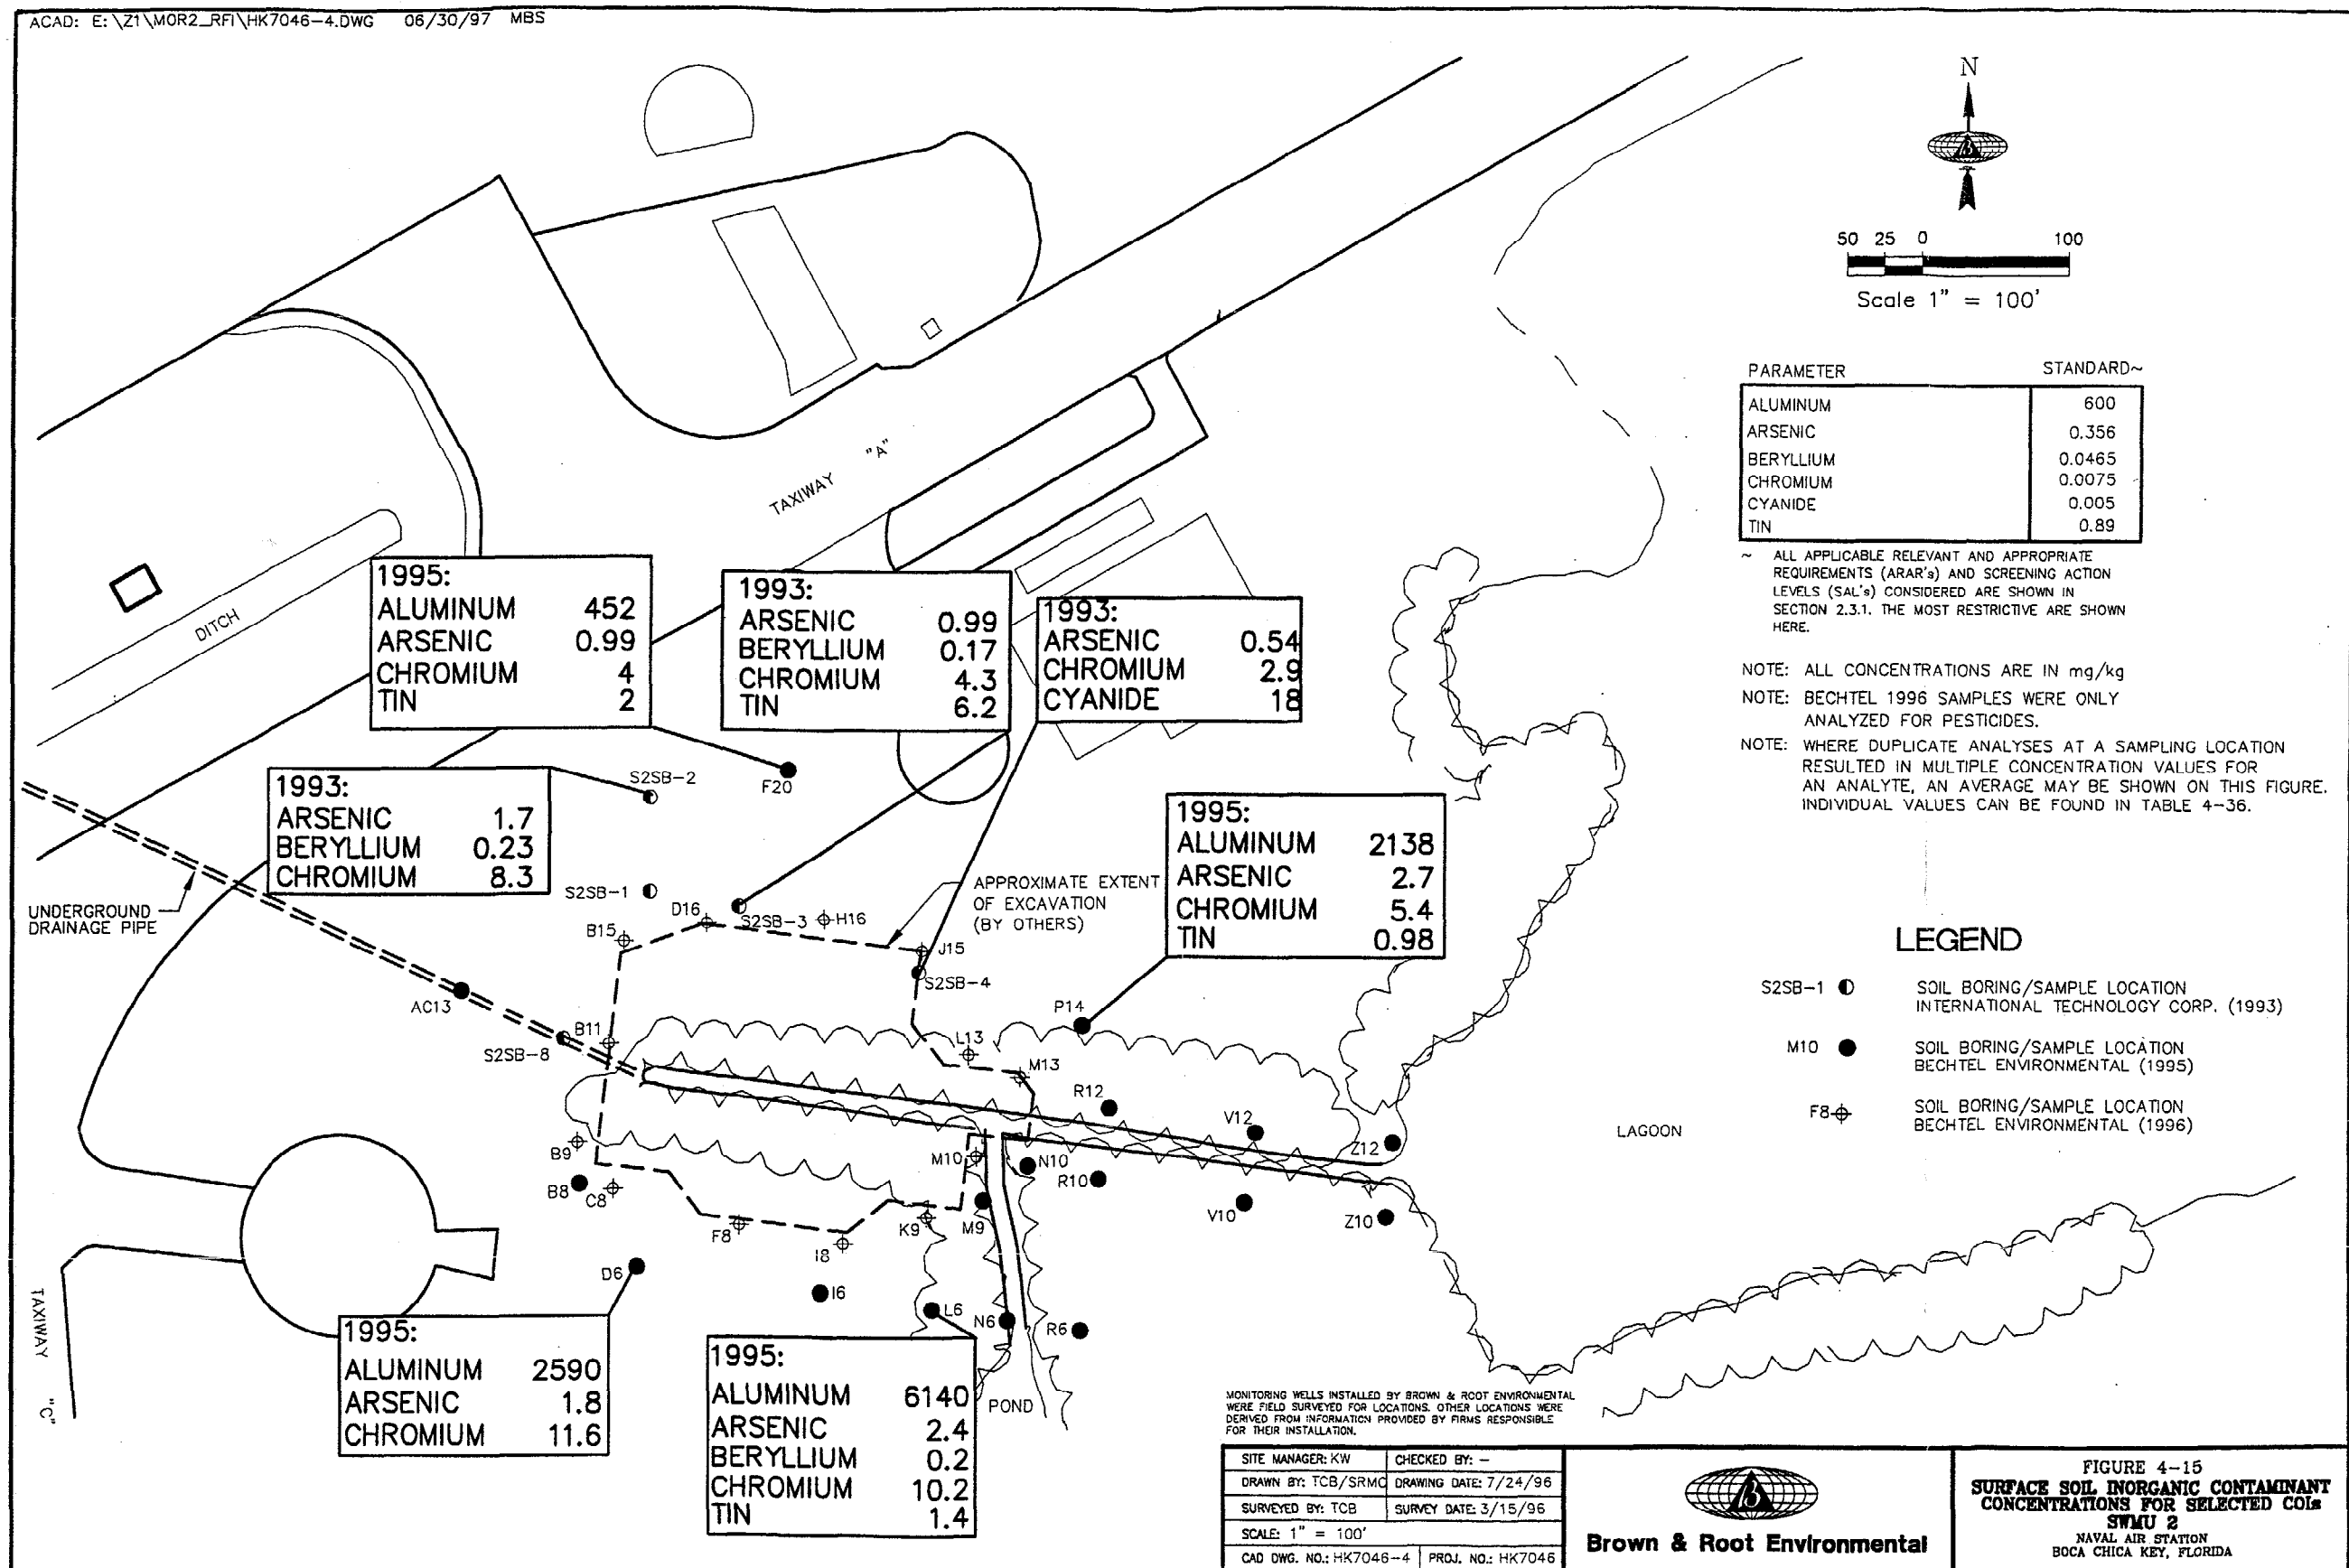 ACAD: E:\Z1\MOR2_RFI\HK7046-4.DWG 06/30/97 MBS
N
50 25 0 100
Scale 1" = 100'
PARAMETER STANDARD~
ALUMINUM 600
ARSENIC 0.356
BERYLLIUM 0.0465
CHROMIUM 0.0075
CYANIDE 0.005
TIN 0.89
~ ALL APPLICABLE RELEVANT AND APPROPRIATE
REQUIREMENTS (ARAR's) AND SCREENING ACTION
LEVELS (SAL's) CONSIDERED ARE SHOWN IN
SECTION 2.3.1. THE MOST RESTRICTIVE ARE SHOWN
HERE.
NOTE: ALL CONCENTRATIONS ARE IN mg/kg
NOTE: BECHTEL 1996 SAMPLES WERE ONLY
ANALYZED FOR PESTICIDES.
NOTE: WHERE DUPLICATE ANALYSES AT A SAMPLING LOCATION
RESULTED IN MULTIPLE CONCENTRATION VALUES FOR
AN ANALYTE, AN AVERAGE MAY BE SHOWN ON THIS FIGURE.
INDIVIDUAL VALUES CAN BE FOUND IN TABLE 4-36.
TAXIWAY "A"
DITCH
1995:
ALUMINUM 452
ARSENIC 0.99
CHROMIUM 4
TIN 2
1993:
ARSENIC 0.99
BERYLLIUM 0.17
CHROMIUM 4.3
TIN 6.2
1993:
ARSENIC 0.54
CHROMIUM 2.9
CYANIDE 18
1993:
ARSENIC 1.7
BERYLLIUM 0.23
CHROMIUM 8.3
1995:
ALUMINUM 2138
ARSENIC 2.7
CHROMIUM 5.4
TIN 0.98
S2SB-2
F20
S2SB-1
D16
S2SB-3
H16
B15
J15
S2SB-4
APPROXIMATE EXTENT
OF EXCAVATION
(BY OTHERS)
UNDERGROUND
DRAINAGE PIPE
AC13
S2SB-8
B11
L13
M13
P14
R12
V12
Z12
B9
B8
C8
M10
N10
R10
V10
Z10
M9
K9
F8
I8
D6
I6
L6
N6
R6
POND
LAGOON
TAXIWAY "C"
LEGEND
S2SB-1 SOIL BORING/SAMPLE LOCATION
INTERNATIONAL TECHNOLOGY CORP. (1993)
M10 SOIL BORING/SAMPLE LOCATION
BECHTEL ENVIRONMENTAL (1995)
F8 SOIL BORING/SAMPLE LOCATION
BECHTEL ENVIRONMENTAL (1996)
1995:
ALUMINUM 2590
ARSENIC 1.8
CHROMIUM 11.6
1995:
ALUMINUM 6140
ARSENIC 2.4
BERYLLIUM 0.2
CHROMIUM 10.2
TIN 1.4
MONITORING WELLS INSTALLED BY BROWN & ROOT ENVIRONMENTAL
WERE FIELD SURVEYED FOR LOCATIONS. OTHER LOCATIONS WERE
DERIVED FROM INFORMATION PROVIDED BY FIRMS RESPONSIBLE
FOR THEIR INSTALLATION.
SITE MANAGER: KW CHECKED BY: -
DRAWN BY: TCB/SRMC DRAWING DATE: 7/24/96
SURVEYED BY: TCB SURVEY DATE: 3/15/96
SCALE: 1" = 100'
CAD DWG. NO.: HK7046-4 PROJ. NO.: HK7046
Brown & Root Environmental
FIGURE 4-15
SURFACE SOIL INORGANIC CONTAMINANT
CONCENTRATIONS FOR SELECTED COIs
SWMU 2
NAVAL AIR STATION
BOCA CHICA KEY, FLORIDA